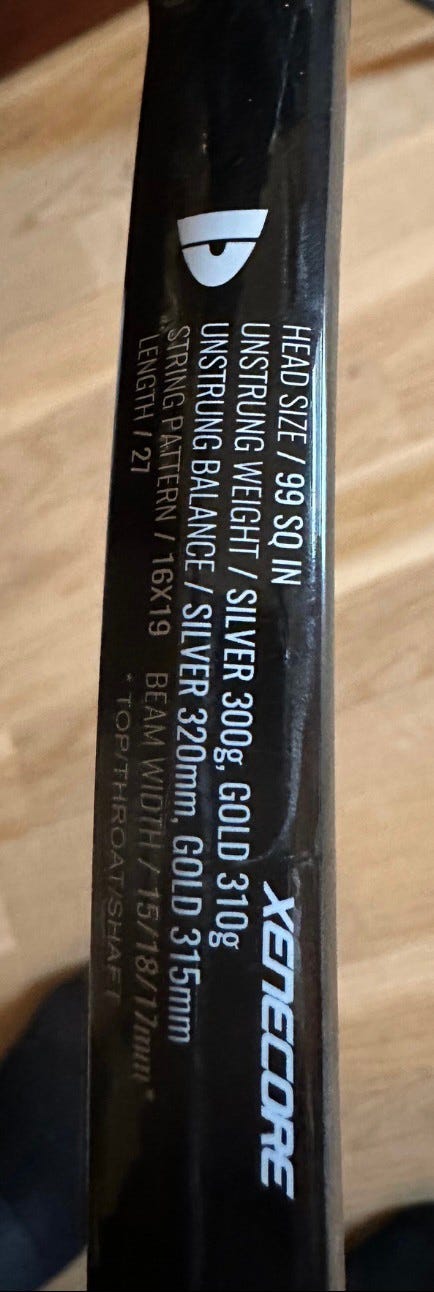 HEAD SIZE / 99 SQ IN
UNSTRUNG WEIGHT / SILVER 300g, GOLD 310g
UNSTRUNG BALANCE / SILVER 320mm, GOLD 315mm
STRING PATTERN / 16X19 BEAM WIDTH / 15/18/17mm*
LENGTH / 27 * TOP/THROAT/SHAFT
XENECORE